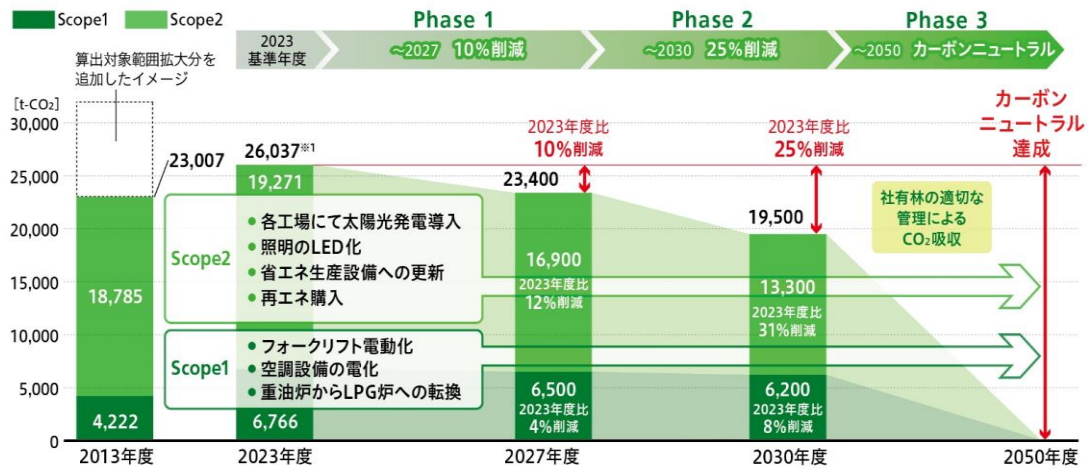 Scope1
Scope2
Phase 1
Phase 2
Phase 3
2023
基準年度
～2027 10%削減
～2030 25%削減
～2050 カーボンニュートラル
算出対象範囲拡大分を
追加したイメージ
[t-CO₂]
30,000
25,000
20,000
15,000
10,000
5,000
0
23,007
18,785
4,222
26,037※1
19,271
6,766
Scope2
• 各工場にて太陽光発電導入
• 照明のLED化
• 省エネ生産設備への更新
• 再エネ購入
Scope1
• フォークリフト電動化
• 空調設備の電化
• 重油炉からLPG炉への転換
2023年度比
10%削減
23,400
16,900
2023年度比
12%削減
6,500
2023年度比
4%削減
2023年度比
25%削減
19,500
13,300
2023年度比
31%削減
6,200
2023年度比
8%削減
カーボン
ニュートラル
達成
社有林の適切な
管理による
CO₂吸収
2013年度
2023年度
2027年度
2030年度
2050年度